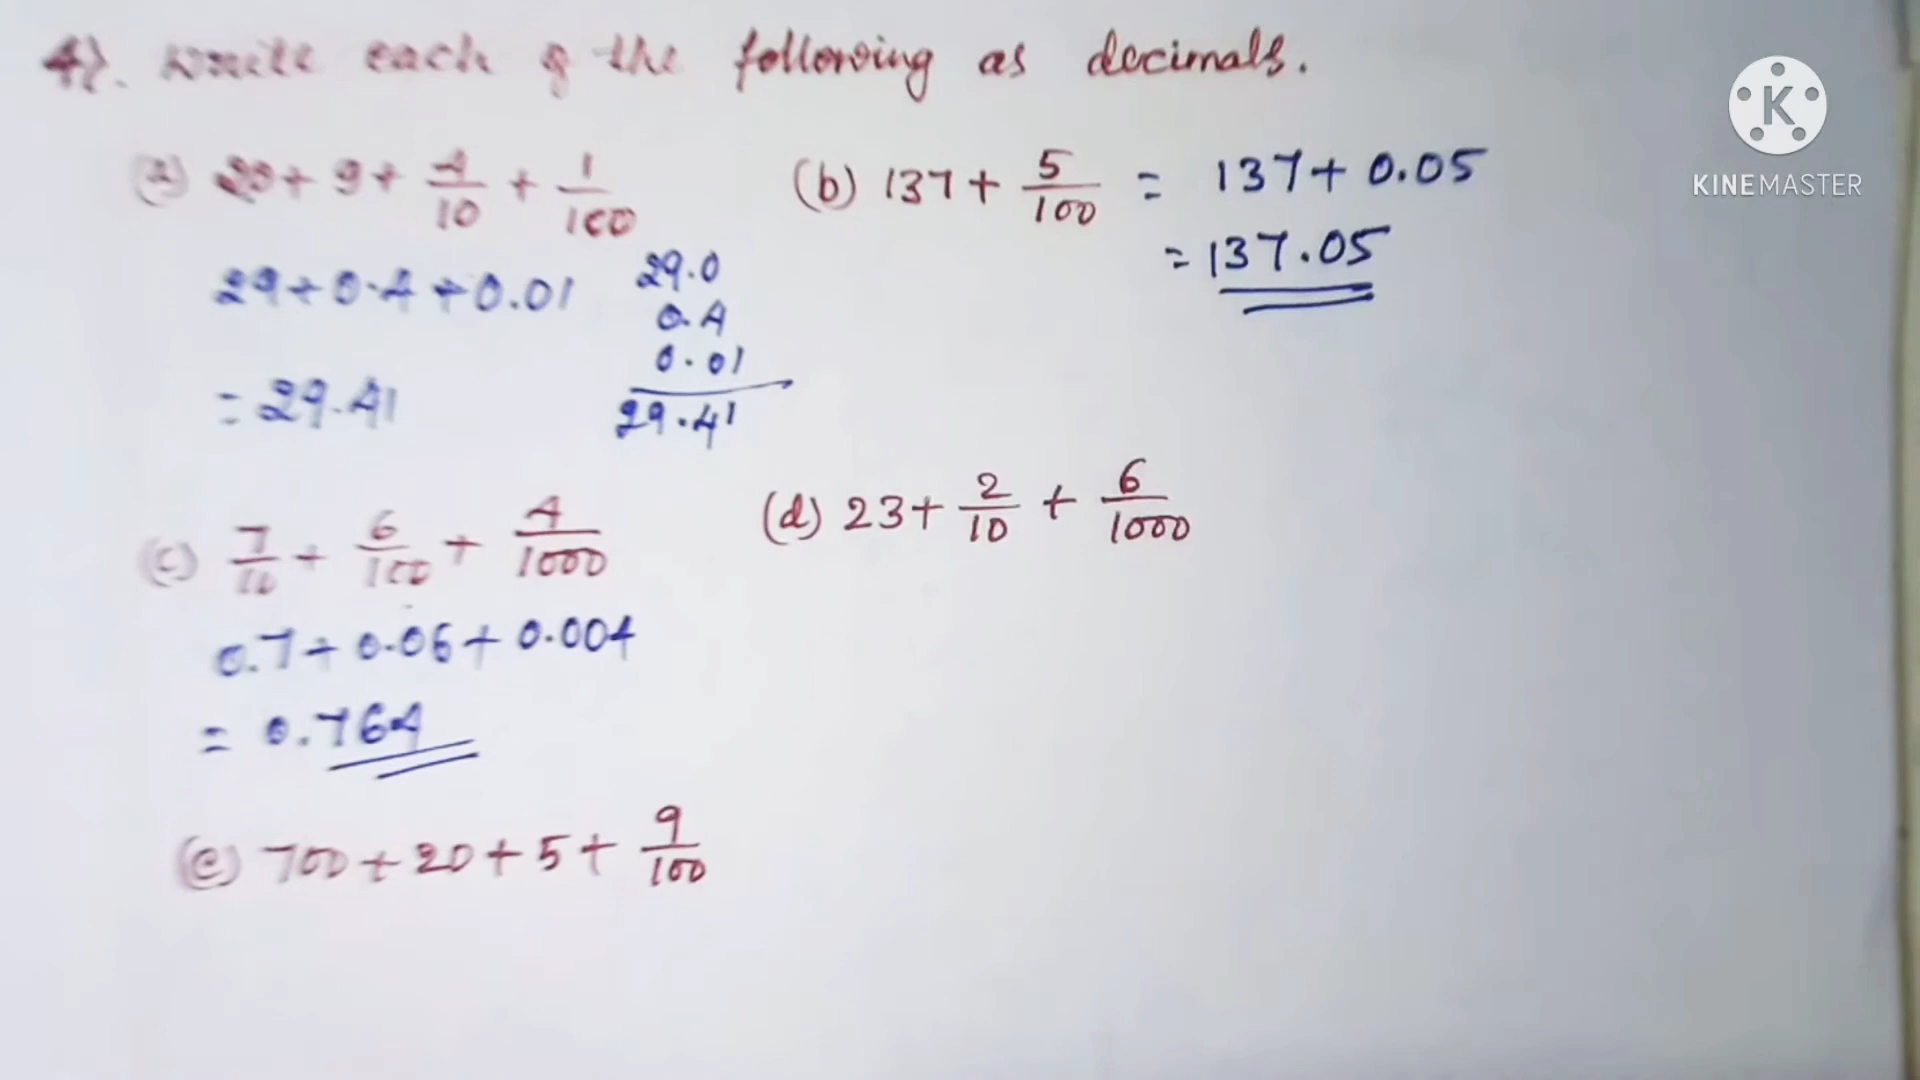 4). Write each of the following as decimals.
(a) 20 + 9 + 4/10 + 1/100
29 + 0.4 + 0.01
= 29.41
29.0
0.4
0.01
29.41
(b) 137 + 5/100 = 137 + 0.05
= 137.05
(c) 7/10 + 6/100 + 4/1000
0.7 + 0.06 + 0.004
= 0.764
(d) 23 + 2/10 + 6/1000
(e) 700 + 20 + 5 + 9/100
K
KINEMASTER